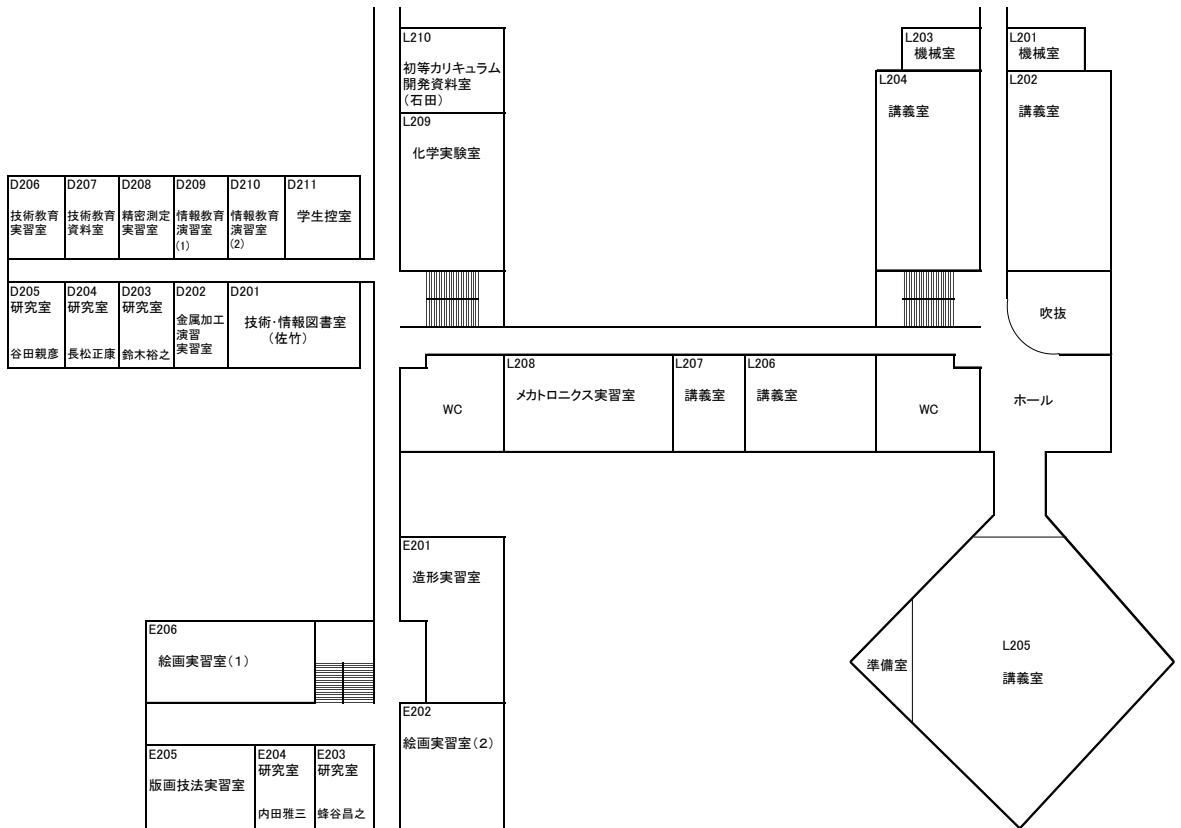 L210
初等カリキュラム
開発資料室
(石田)
L209
化学実験室
L203
機械室
L201
機械室
L204
講義室
L202
講義室
D206
技術教育
実習室
D207
技術教育
資料室
D208
精密測定
実習室
D209
情報教育
演習室
(1)
D210
情報教育
演習室
(2)
D211
学生控室
D205
研究室
谷田親彦
D204
研究室
長松正康
D203
研究室
鈴木裕之
D202
金属加工
演習
実習室
D201
技術・情報図書室
(佐竹)
吹抜
WC
L208
メカトロニクス実習室
L207
講義室
L206
講義室
WC
ホール
E201
造形実習室
E206
絵画実習室(1)
E202
絵画実習室(2)
E205
版画技法実習室
E204
研究室
内田雅三
E203
研究室
蜂谷昌之
準備室
L205
講義室